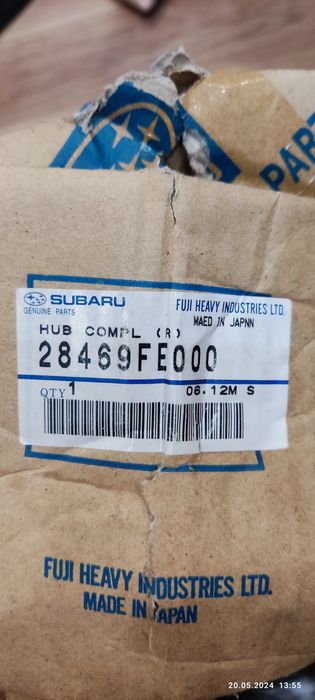 PART
SUBARU
GENUINE PARTS
FUJI HEAVY INDUSTRIES LTD.
MAED IN JAPNN
HUB COMPL (R)
28469FE000
QTY 1
06.12M S
FUJI HEAVY INDUSTRIES LTD.
MADE IN JAPAN
20.05.2024 13:55